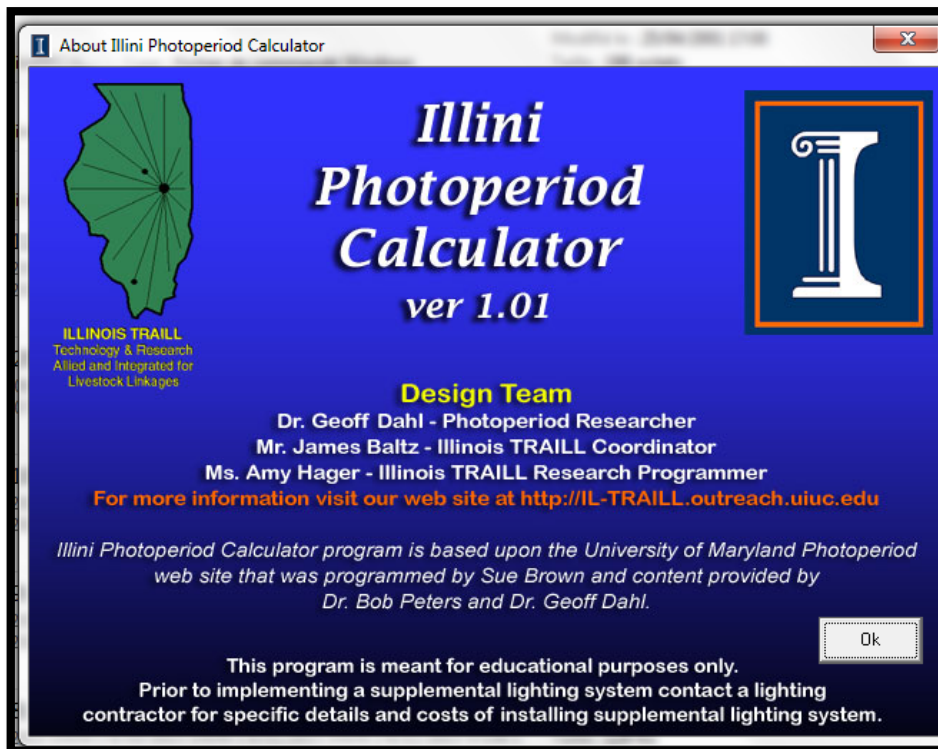 About Illini Photoperiod Calculator
Illini
Photoperiod
Calculator
ver 1.01
ILLINOIS TRAILL
Technology & Research
Allied and Integrated for
Livestock Linkages
Design Team
Dr. Geoff Dahl - Photoperiod Researcher
Mr. James Baltz - Illinois TRAILL Coordinator
Ms. Amy Hager - Illinois TRAILL Research Programmer
For more information visit our web site at http://IL-TRAILL.outreach.uiuc.edu
Illini Photoperiod Calculator program is based upon the University of Maryland Photoperiod
web site that was programmed by Sue Brown and content provided by
Dr. Bob Peters and Dr. Geoff Dahl.
Ok
This program is meant for educational purposes only.
Prior to implementing a supplemental lighting system contact a lighting
contractor for specific details and costs of installing supplemental lighting system.